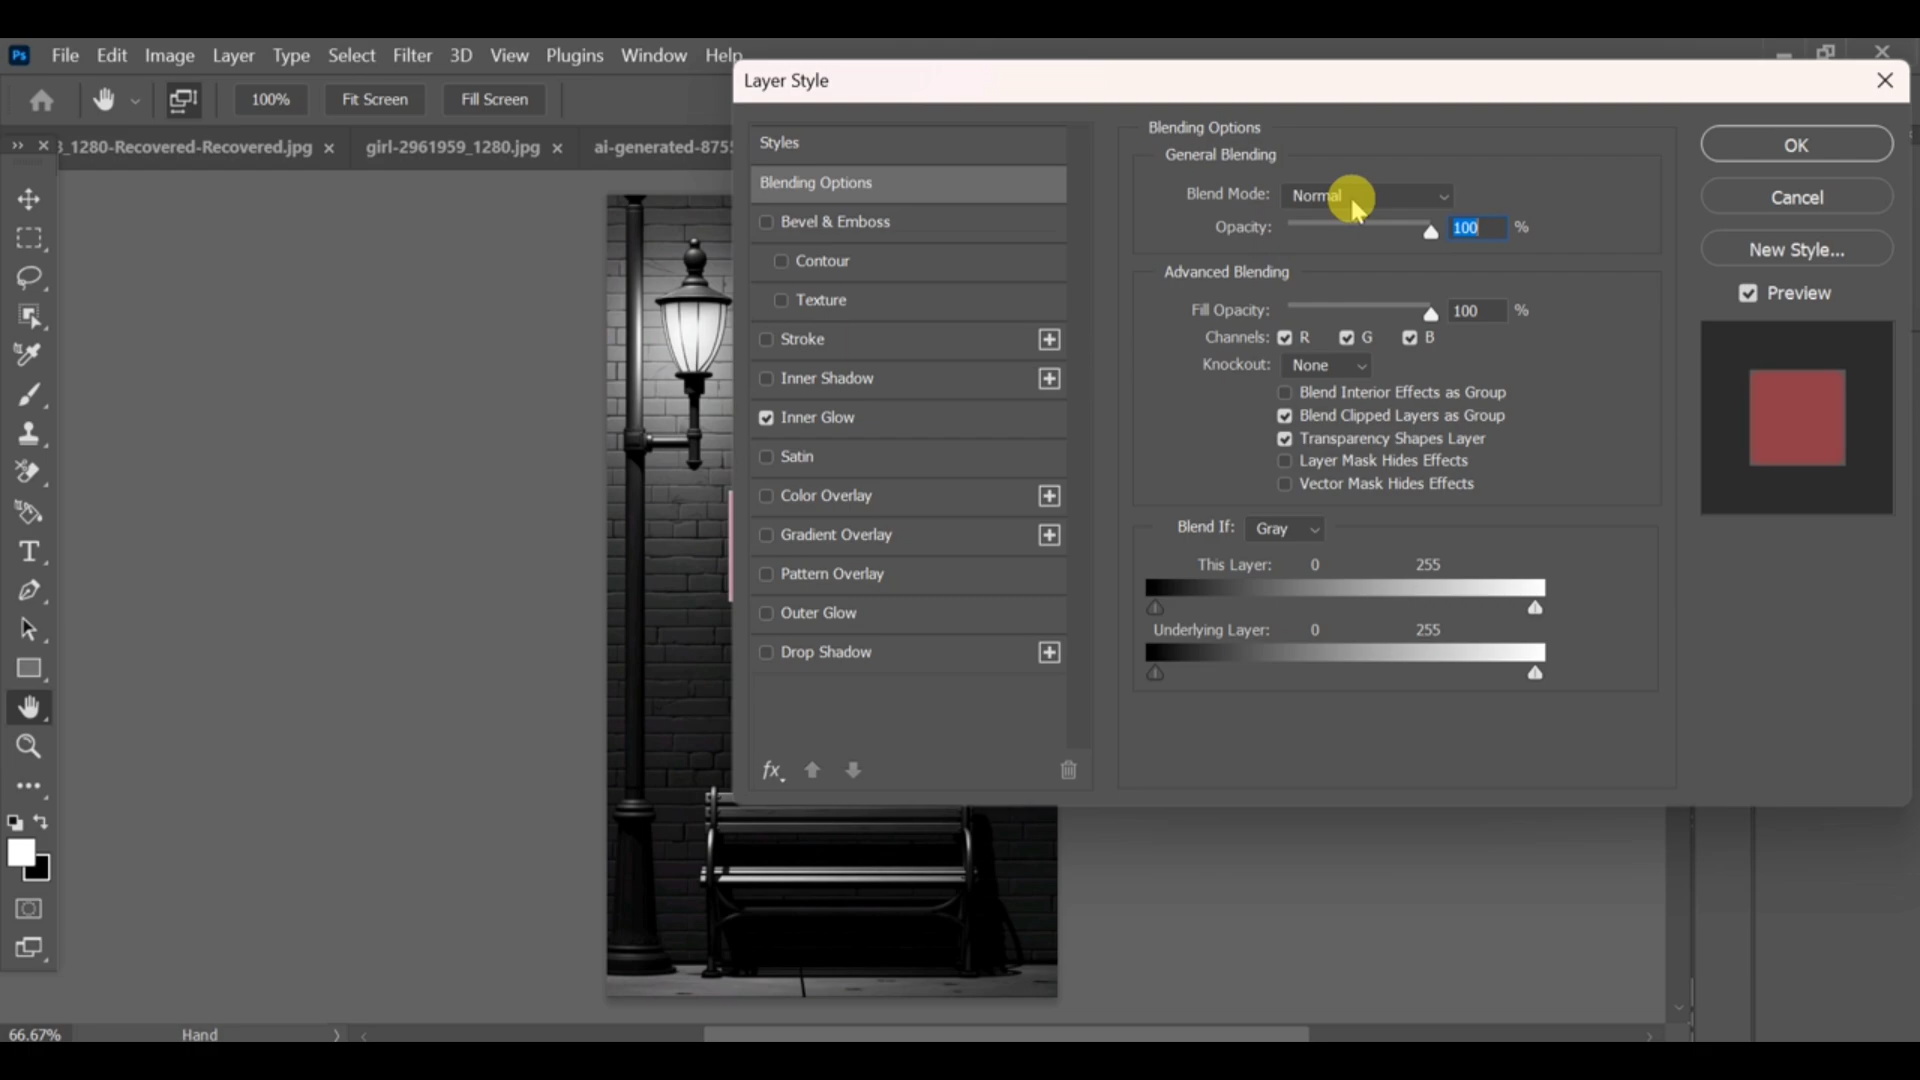 Ps File Edit Image Layer Type Select Filter 3D View Plugins Window Help
Layer Style
100% Fit Screen Fill Screen
3_1280-Recovered-Recovered.jpg × girl-2961959_1280.jpg × ai-generated-875
Styles
Blending Options
Bevel & Emboss
Contour
Texture
Stroke
Inner Shadow
Inner Glow
Satin
Color Overlay
Gradient Overlay
Pattern Overlay
Outer Glow
Drop Shadow
fx
Blending Options
General Blending
Blend Mode: Normal
Opacity: 100 %
Advanced Blending
Fill Opacity: 100 %
Channels: R G B
Knockout: None
Blend Interior Effects as Group
Blend Clipped Layers as Group
Transparency Shapes Layer
Layer Mask Hides Effects
Vector Mask Hides Effects
Blend If: Gray
This Layer: 0 255
Underlying Layer: 0 255
OK
Cancel
New Style...
Preview
66.67% Hand